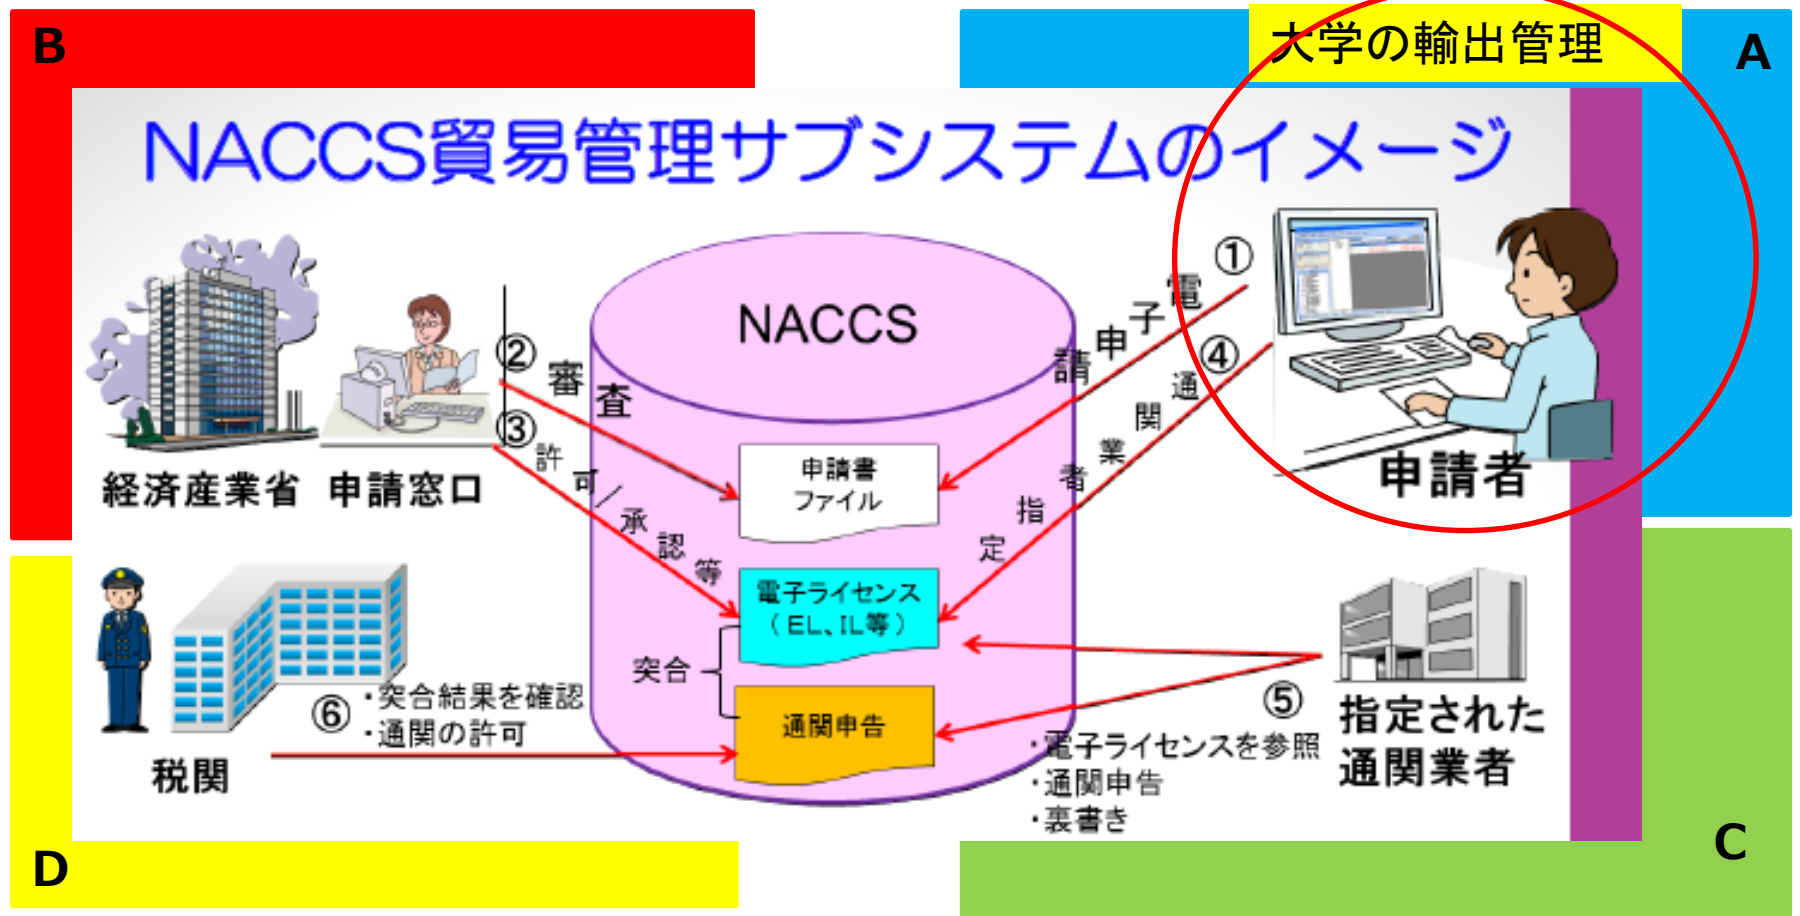 B
大学の輸出管理
A
NACCS貿易管理サブシステムのイメージ
NACCS
①
電子申請
②
審査
③
許可/承認等
④
通関業者指定
申請書
ファイル
経済産業省
申請窓口
申請者
電子ライセンス
(EL、IL等)
突合
通関申告
⑥
・突合結果を確認
・通関の許可
税関
⑤
・電子ライセンスを参照
・通関申告
・裏書き
指定された
通関業者
D
C